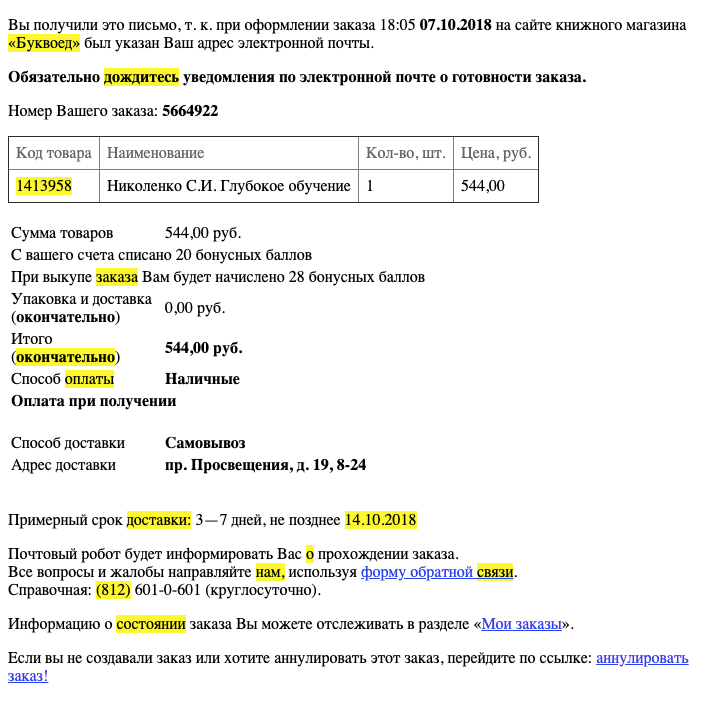 Вы получили это письмо, т. к. при оформлении заказа 18:05 07.10.2018 на сайте книжного магазина
«Буквоед» был указан Ваш адрес электронной почты.
Обязательно дождитесь уведомления по электронной почте о готовности заказа.
Номер Вашего заказа: 5664922
Код товара Наименование Кол-во, шт. Цена, руб.
1413958 Николенко С.И. Глубокое обучение 1 544,00
Сумма товаров 544,00 руб.
С вашего счета списано 20 бонусных баллов
При выкупе заказа Вам будет начислено 28 бонусных баллов
Упаковка и доставка
(окончательно) 0,00 руб.
Итого
(окончательно) 544,00 руб.
Способ оплаты Наличные
Оплата при получении
Способ доставки Самовывоз
Адрес доставки пр. Просвещения, д. 19, 8-24
Примерный срок доставки: 3—7 дней, не позднее 14.10.2018
Почтовый робот будет информировать Вас о прохождении заказа.
Все вопросы и жалобы направляйте нам, используя форму обратной связи.
Справочная: (812) 601-0-601 (круглосуточно).
Информацию о состоянии заказа Вы можете отслеживать в разделе «Мои заказы».
Если вы не создавали заказ или хотите аннулировать этот заказ, перейдите по ссылке: аннулировать
заказ!